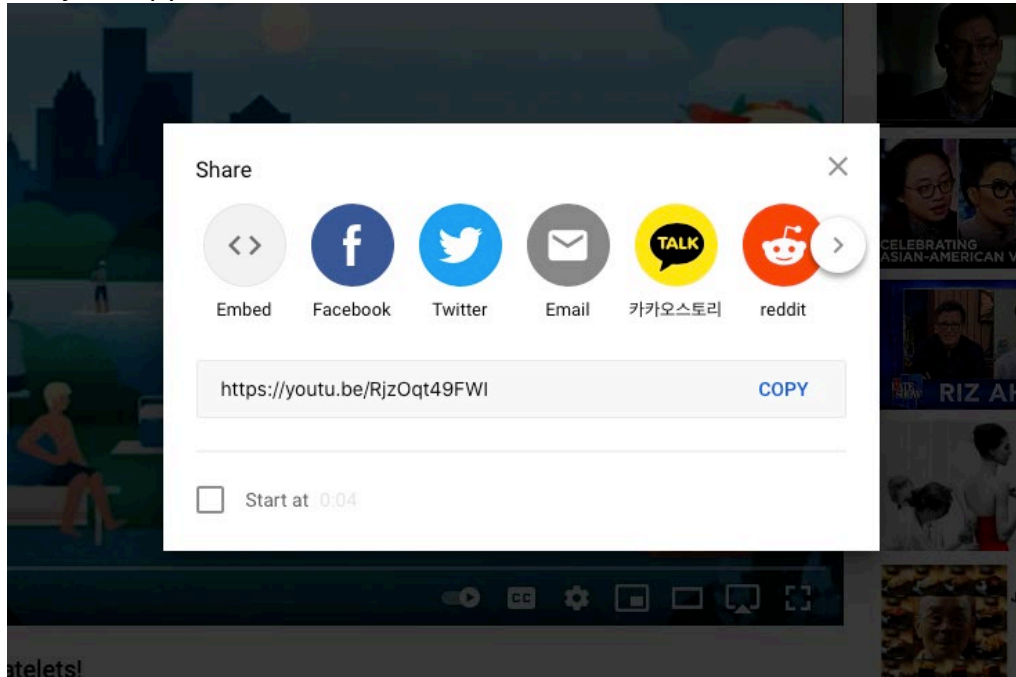 Share
TALK
Embed
Facebook
Twitter
Email
카카오스토리
reddit
CELEBRATING
ASIAN-AMERICAN V
https://youtu.be/RjzOqt49FWI
COPY
RIZ AH
Start at 0:04
CC
atelets!